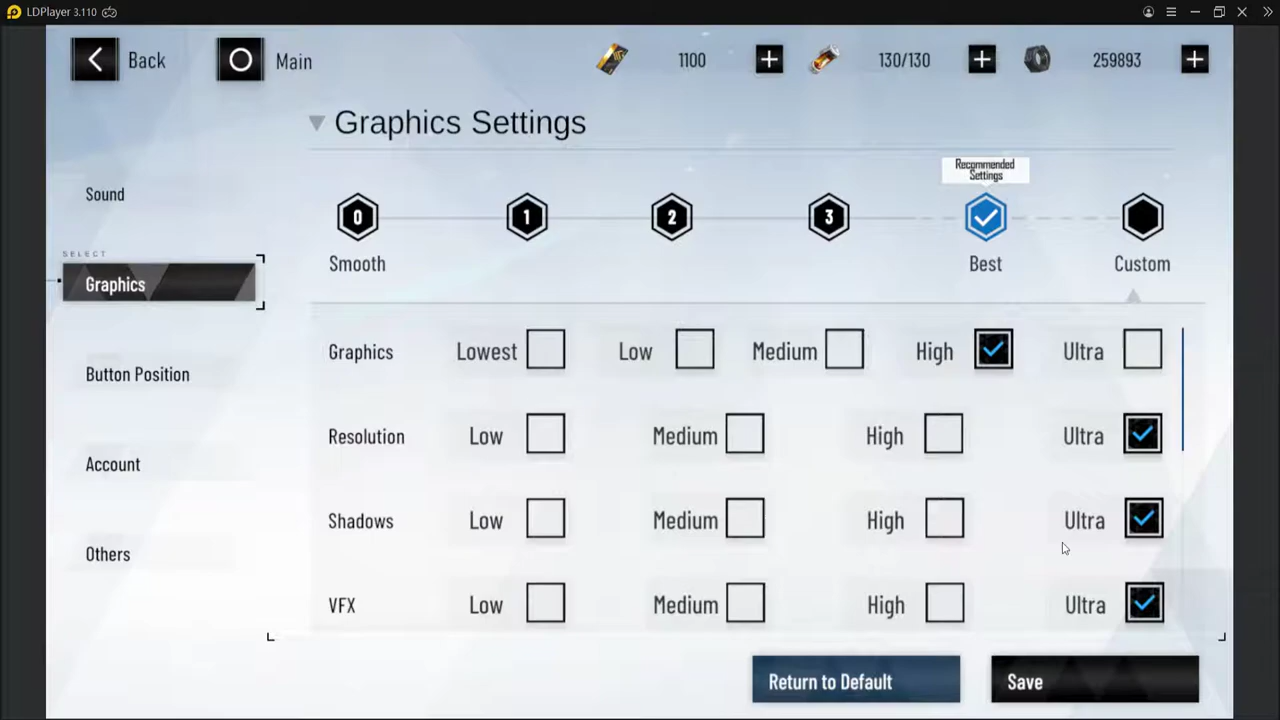 LDPlayer 3.110
Back
Main
1100
130/130
259893
Graphics Settings
Recommended
Settings
0
1
2
3
Smooth
Best
Custom
Sound
SELECT
Graphics
Button Position
Account
Others
Graphics Lowest Low Medium High Ultra
Resolution Low Medium High Ultra
Shadows Low Medium High Ultra
VFX Low Medium High Ultra
Return to Default
Save